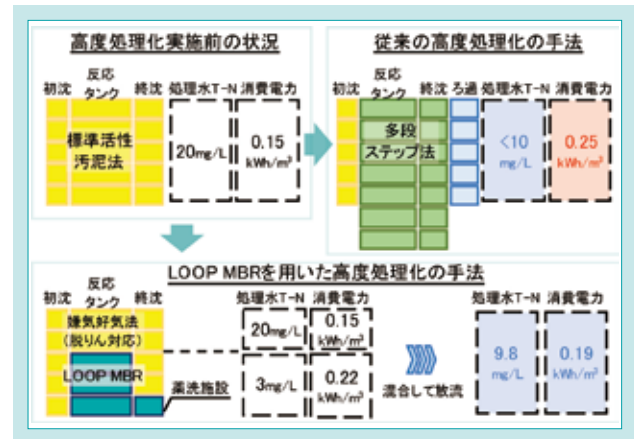 高度処理化実施前の状況
反応
初沈 タンク 終沈 処理水T-N 消費電力
標準活性
汚泥法
20mg/L
0.15
kWh/m³
従来の高度処理化の手法
反応
初沈 タンク 終沈 ろ過 処理水T-N 消費電力
多段
ステップ法
<10
mg/L
0.25
kWh/m³
LOOP MBRを用いた高度処理化の手法
反応
初沈 タンク 終沈
処理水T-N 消費電力
処理水T-N 消費電力
嫌気好気法
(脱りん対応)
LOOP MBR
薬洗施設
20mg/L
0.15
kWh/m³
3mg/L
0.22
kWh/m³
混合して放流
9.8
mg/L
0.19
kWh/m³